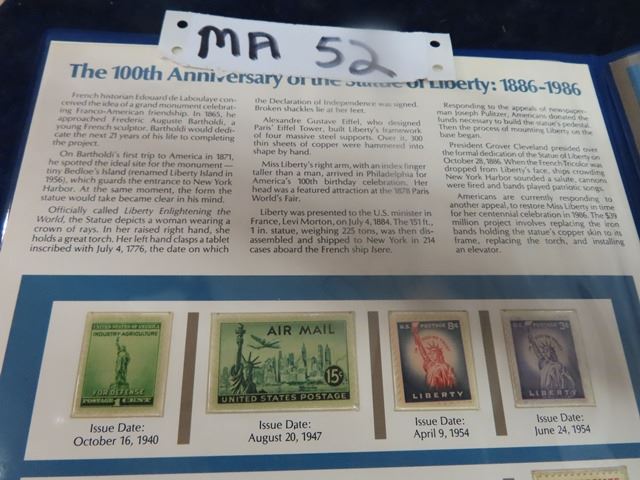 MA 52
The 100th Anniversary of the Statue of Liberty: 1886-1986
French historian Edouard de Laboulaye con-
ceived the idea of a grand monument celebrat-
ing Franco-American friendship. In 1865, he
approached Frederic Auguste Bartholdi, a
young French sculptor. Bartholdi would dedi-
cate the next 21 years of his life to completing
the project.
On Bartholdi's first trip to America in 1871,
he spotted the ideal site for the monument —
tiny Bedloe's Island (renamed Liberty Island in
1956), which guards the entrance to New York
Harbor. At the same moment, the form the
statue would take became clear in his mind.
Officially called Liberty Enlightening the
World, the Statue depicts a woman wearing a
crown of rays. In her raised right hand, she
holds a great torch. Her left hand clasps a tablet
inscribed with July 4, 1776, the date on which
the Declaration of Independence was signed.
Broken shackles lie at her feet.
Alexandre Gustave Eiffel, who designed
Paris' Eiffel Tower, built Liberty's framework
of four massive supports. Over it, 300
thin sheets of copper were hammered into
shape by hand.
Miss Liberty's right arm, with an index finger
taller than a man, arrived in Philadelphia for
America's 100th birthday celebration. Her
head was a featured attraction at the 1878 Paris
World's Fair.
Liberty was presented to the U.S. minister in
France, Levi Morton, on July 4, 1884. The 151 ft.,
1 in. statue, weighing 225 tons, was then dis-
assembled and shipped to New York in 214
cases aboard the French ship Isere.
Responding to the appeals of newspaper-
man Joseph Pulitzer, Americans donated the
funds necessary to build the statue's pedestal.
Then the process of mounting Liberty on the
base began.
President Grover Cleveland presided over
the formal dedication of the Statue of Liberty on
October 28, 1886. When the French Tricolor was
dropped from Liberty's face, ships crowding
New York Harbor sounded a salute, cannons
were fired and bands played patriotic songs.
Americans are currently responding to
another appeal, to restore Miss Liberty in time
for her centennial celebration in 1986. The $39
million project involves replacing the iron
bands holding the statue's copper skin to its
frame, replacing the torch, and installing
an elevator.
UNITED STATES OF AMERICA
INDUSTRY AGRICULTURE
FOR DEFENSE
POSTAGE 1 CENT
AIR MAIL
15¢
UNITED STATES POSTAGE
U.S. POSTAGE 8¢
LIBERTY
U.S. POSTAGE 3¢
LIBERTY
Issue Date:
October 16, 1940
Issue Date:
August 20, 1947
Issue Date:
April 9, 1954
Issue Date:
June 24, 1954